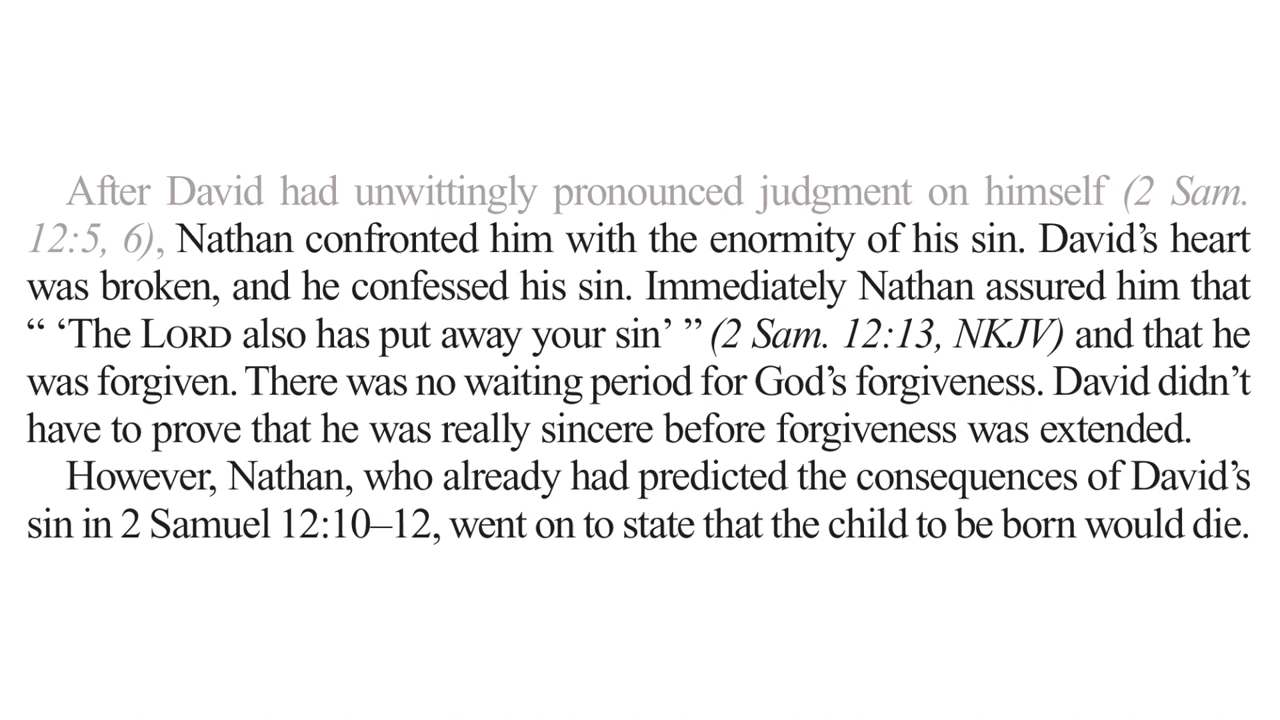 After David had unwittingly pronounced judgment on himself (2 Sam.
12:5, 6), Nathan confronted him with the enormity of his sin. David’s heart
was broken, and he confessed his sin. Immediately Nathan assured him that
“ ‘The LORD also has put away your sin’ ” (2 Sam. 12:13, NKJV) and that he
was forgiven. There was no waiting period for God’s forgiveness. David didn’t
have to prove that he was really sincere before forgiveness was extended.
However, Nathan, who already had predicted the consequences of David’s
sin in 2 Samuel 12:10–12, went on to state that the child to be born would die.